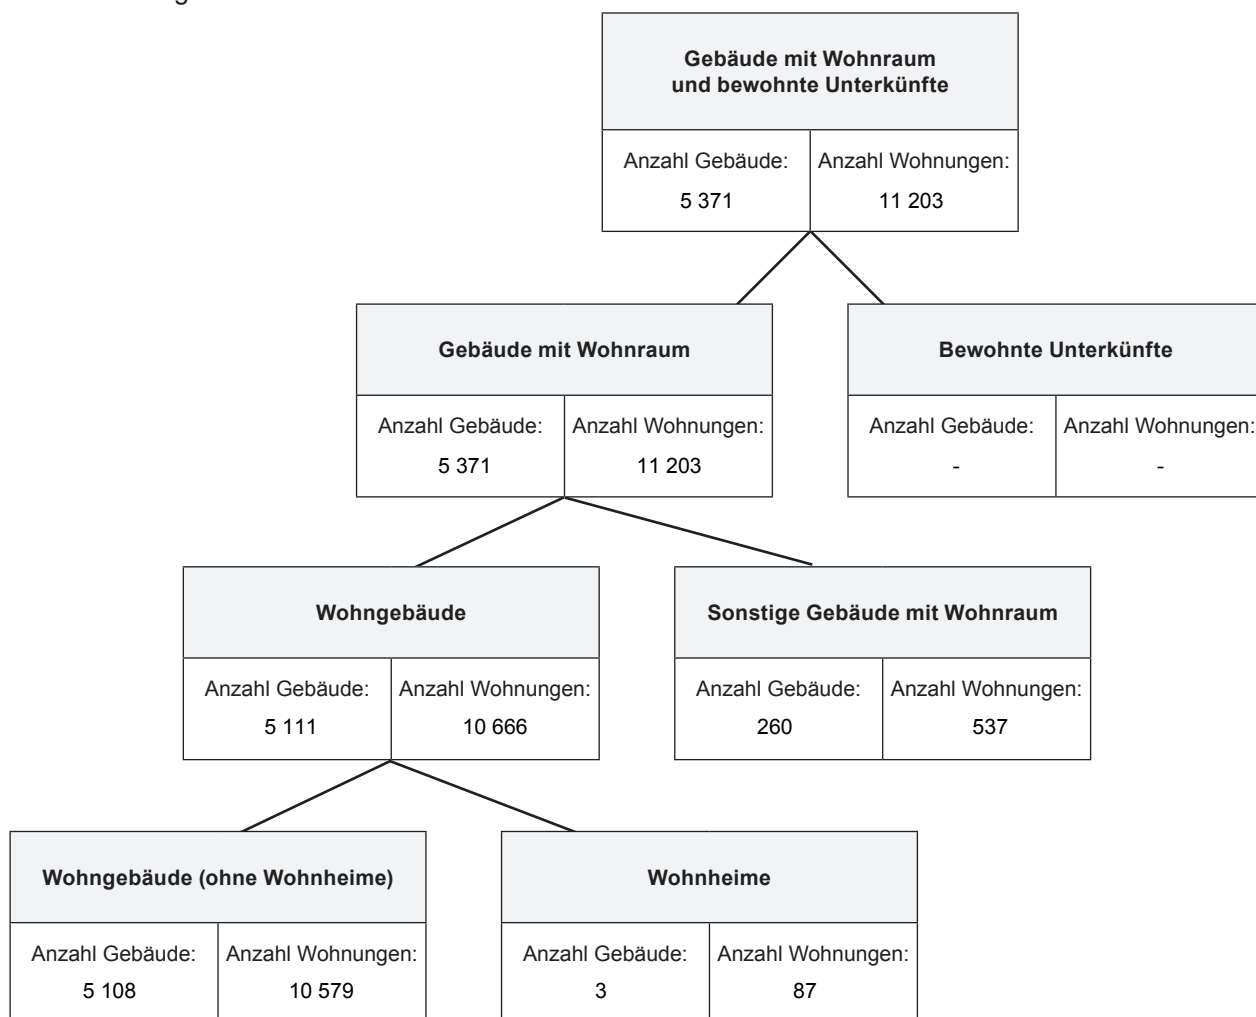 Gebäude mit Wohnraum
und bewohnte Unterkünfte
Anzahl Gebäude: Anzahl Wohnungen:
5 371 11 203
Gebäude mit Wohnraum Bewohnte Unterkünfte
Anzahl Gebäude: Anzahl Wohnungen: Anzahl Gebäude: Anzahl Wohnungen:
5 371 11 203 - -
Wohngebäude Sonstige Gebäude mit Wohnraum
Anzahl Gebäude: Anzahl Wohnungen: Anzahl Gebäude: Anzahl Wohnungen:
5 111 10 666 260 537
Wohngebäude (ohne Wohnheime) Wohnheime
Anzahl Gebäude: Anzahl Wohnungen: Anzahl Gebäude: Anzahl Wohnungen:
5 108 10 579 3 87